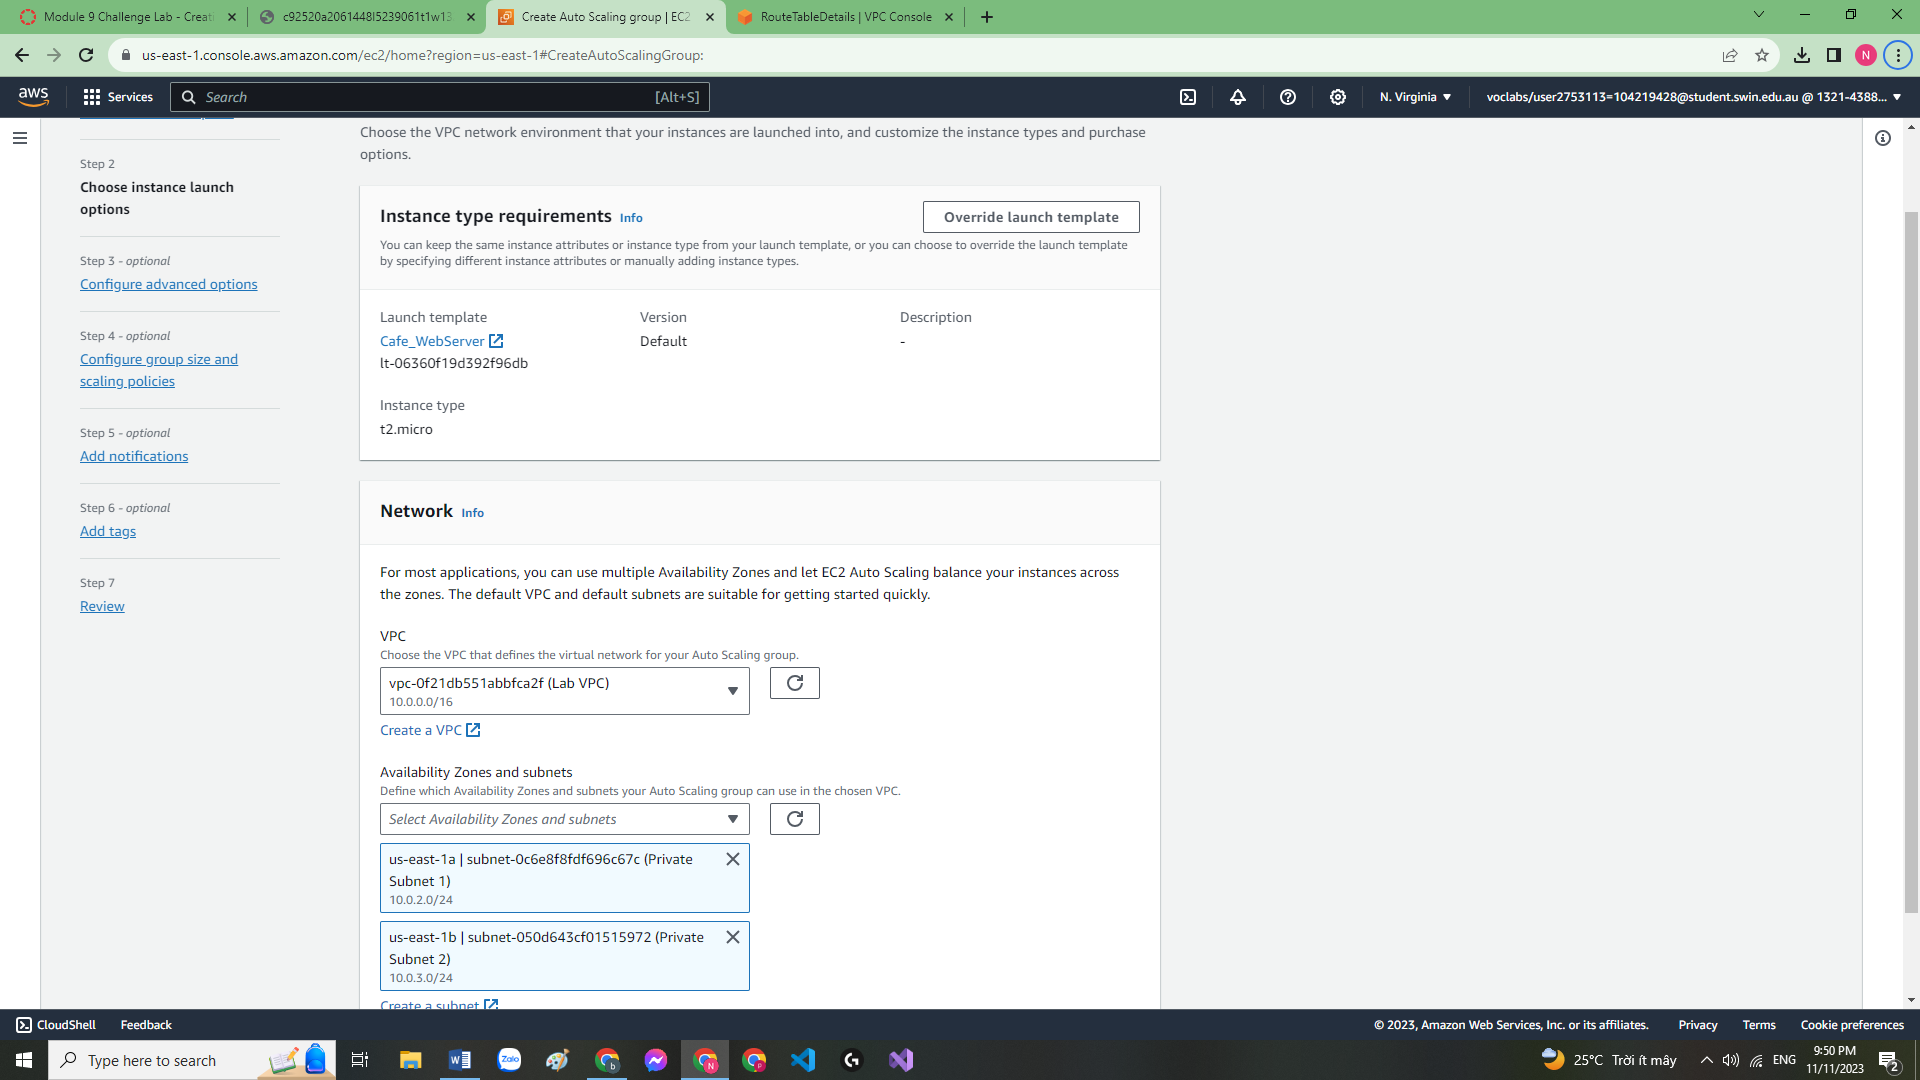 Module 9 Challenge Lab - Creati
c92520a2061448l5239061t1w13
Create Auto Scaling group | EC2
RouteTableDetails | VPC Console
us-east-1.console.aws.amazon.com/ec2/home?region=us-east-1#CreateAutoScalingGroup:
N
aws
Services
Search
[Alt+S]
N. Virginia
voclabs/user2753113=104219428@student.swin.edu.au @ 1321-4388...
Choose the VPC network environment that your instances are launched into, and customize the instance types and purchase
options.
Step 2
Choose instance launch
options
Step 3 - optional
Configure advanced options
Step 4 - optional
Configure group size and
scaling policies
Step 5 - optional
Add notifications
Step 6 - optional
Add tags
Step 7
Review
Instance type requirements Info
Override launch template
You can keep the same instance attributes or instance type from your launch template, or you can choose to override the launch template
by specifying different instance attributes or manually adding instance types.
Launch template
Cafe_WebServer
lt-06360f19d392f96db
Version
Default
Description
-
Instance type
t2.micro
Network Info
For most applications, you can use multiple Availability Zones and let EC2 Auto Scaling balance your instances across
the zones. The default VPC and default subnets are suitable for getting started quickly.
VPC
Choose the VPC that defines the virtual network for your Auto Scaling group.
vpc-0f21db551abbfca2f (Lab VPC)
10.0.0.0/16
Create a VPC
Availability Zones and subnets
Define which Availability Zones and subnets your Auto Scaling group can use in the chosen VPC.
Select Availability Zones and subnets
us-east-1a | subnet-0c6e8f8fdf696c67c (Private
Subnet 1)
10.0.2.0/24
us-east-1b | subnet-050d643cf01515972 (Private
Subnet 2)
10.0.3.0/24
Create a subnet
CloudShell
Feedback
© 2023, Amazon Web Services, Inc. or its affiliates.
Privacy
Terms
Cookie preferences
Type here to search
Zalo
25°C Trời ít mây
ENG
9:50 PM
11/11/2023
2